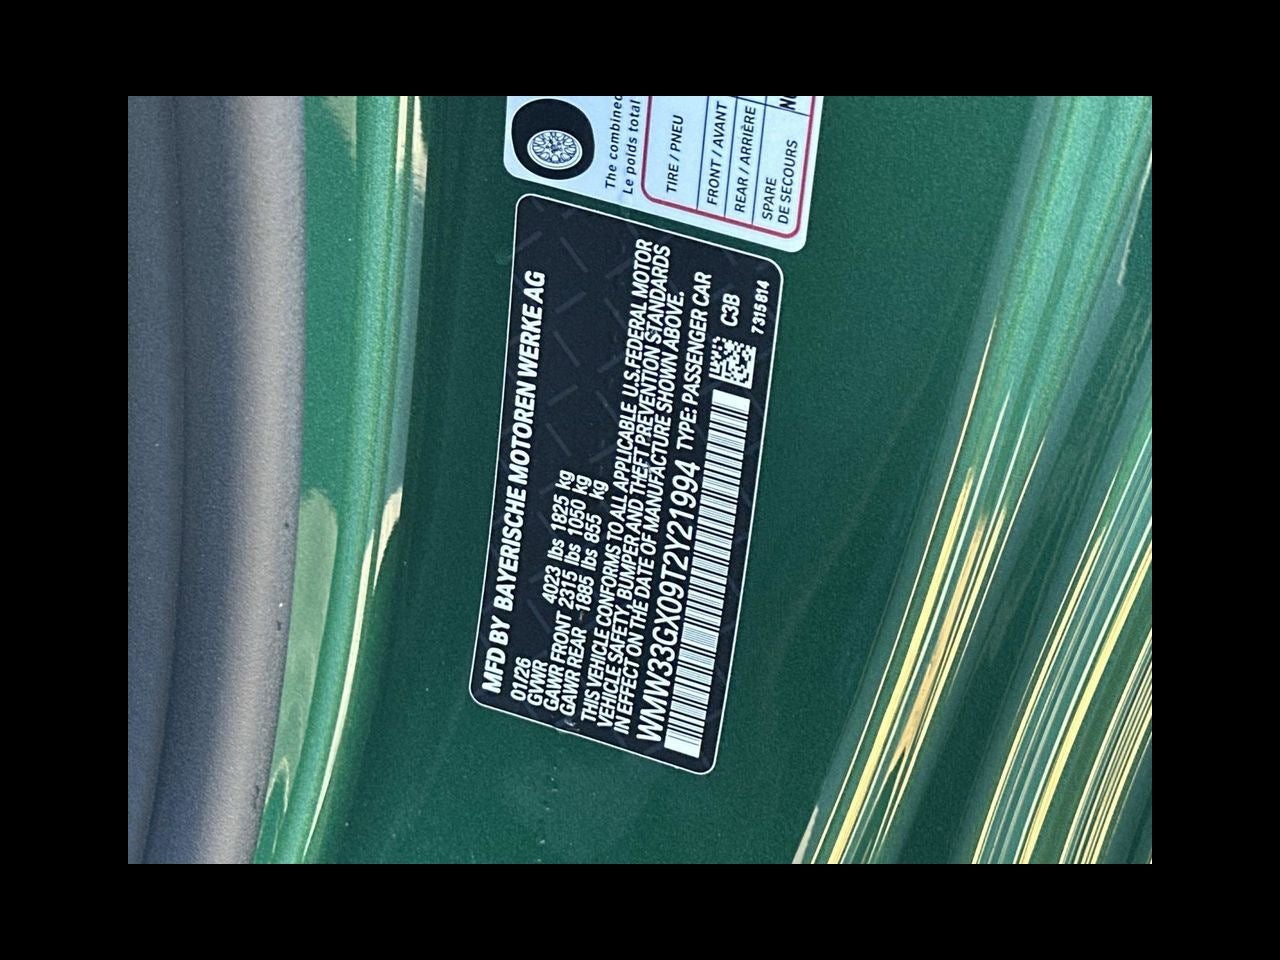 The combined
Le poids total
TIRE / PNEU
FRONT / AVANT
REAR / ARRIÈRE
SPARE
DE SECOURS
MFD BY BAYERISCHE MOTOREN WERKE AG
01/26
GVWR 4023 lbs 1825 kg
GAWR FRONT 2315 lbs 1050 kg
GAWR REAR 1885 lbs 855 kg
THIS VEHICLE CONFORMS TO ALL APPLICABLE U.S.FEDERAL MOTOR
VEHICLE SAFETY, BUMPER AND THEFT PREVENTION STANDARDS
IN EFFECT ON THE DATE OF MANUFACTURE SHOWN ABOVE.
WMW33GX09T2Y21994 TYPE: PASSENGER CAR
C3B
7315814